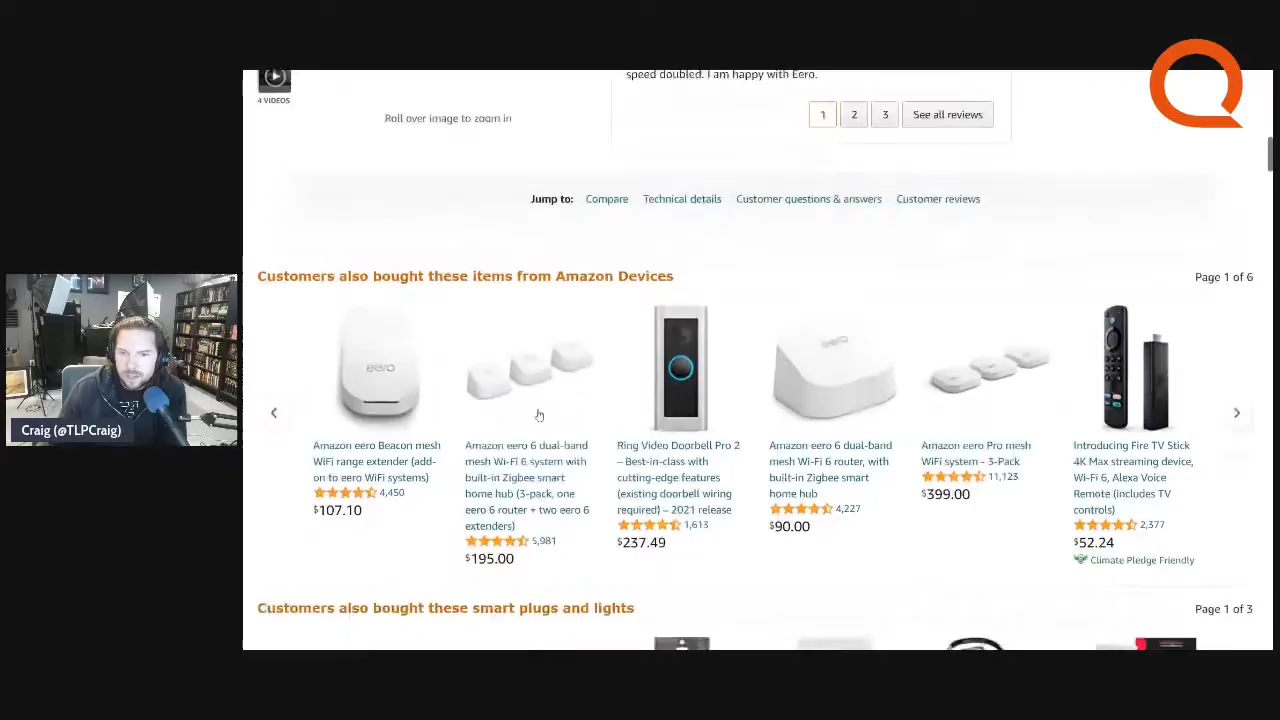 speed doubled. I am happy with Eero.
4 VIDEOS
Roll over image to zoom in
1 2 3 See all reviews
Jump to: Compare Technical details Customer questions & answers Customer reviews
Customers also bought these items from Amazon Devices
Page 1 of 6
eero
Amazon eero Beacon mesh
WiFi range extender (add-
on to eero WiFi systems)
4,450
$107.10
Amazon eero 6 dual-band
mesh Wi-Fi 6 system with
built-in Zigbee smart
home hub (3-pack, one
eero 6 router + two eero 6
extenders)
5,981
$195.00
Ring Video Doorbell Pro 2
– Best-in-class with
cutting-edge features
(existing doorbell wiring
required) – 2021 release
1,613
$237.49
eero
Amazon eero 6 dual-band
mesh Wi-Fi 6 router, with
built-in Zigbee smart
home hub
4,227
$90.00
Amazon eero Pro mesh
WiFi system - 3-Pack
11,123
$399.00
Introducing Fire TV Stick
4K Max streaming device,
Wi-Fi 6, Alexa Voice
Remote (includes TV
controls)
2,377
$52.24
Climate Pledge Friendly
Craig (@TLPCraig)
Customers also bought these smart plugs and lights
Page 1 of 3